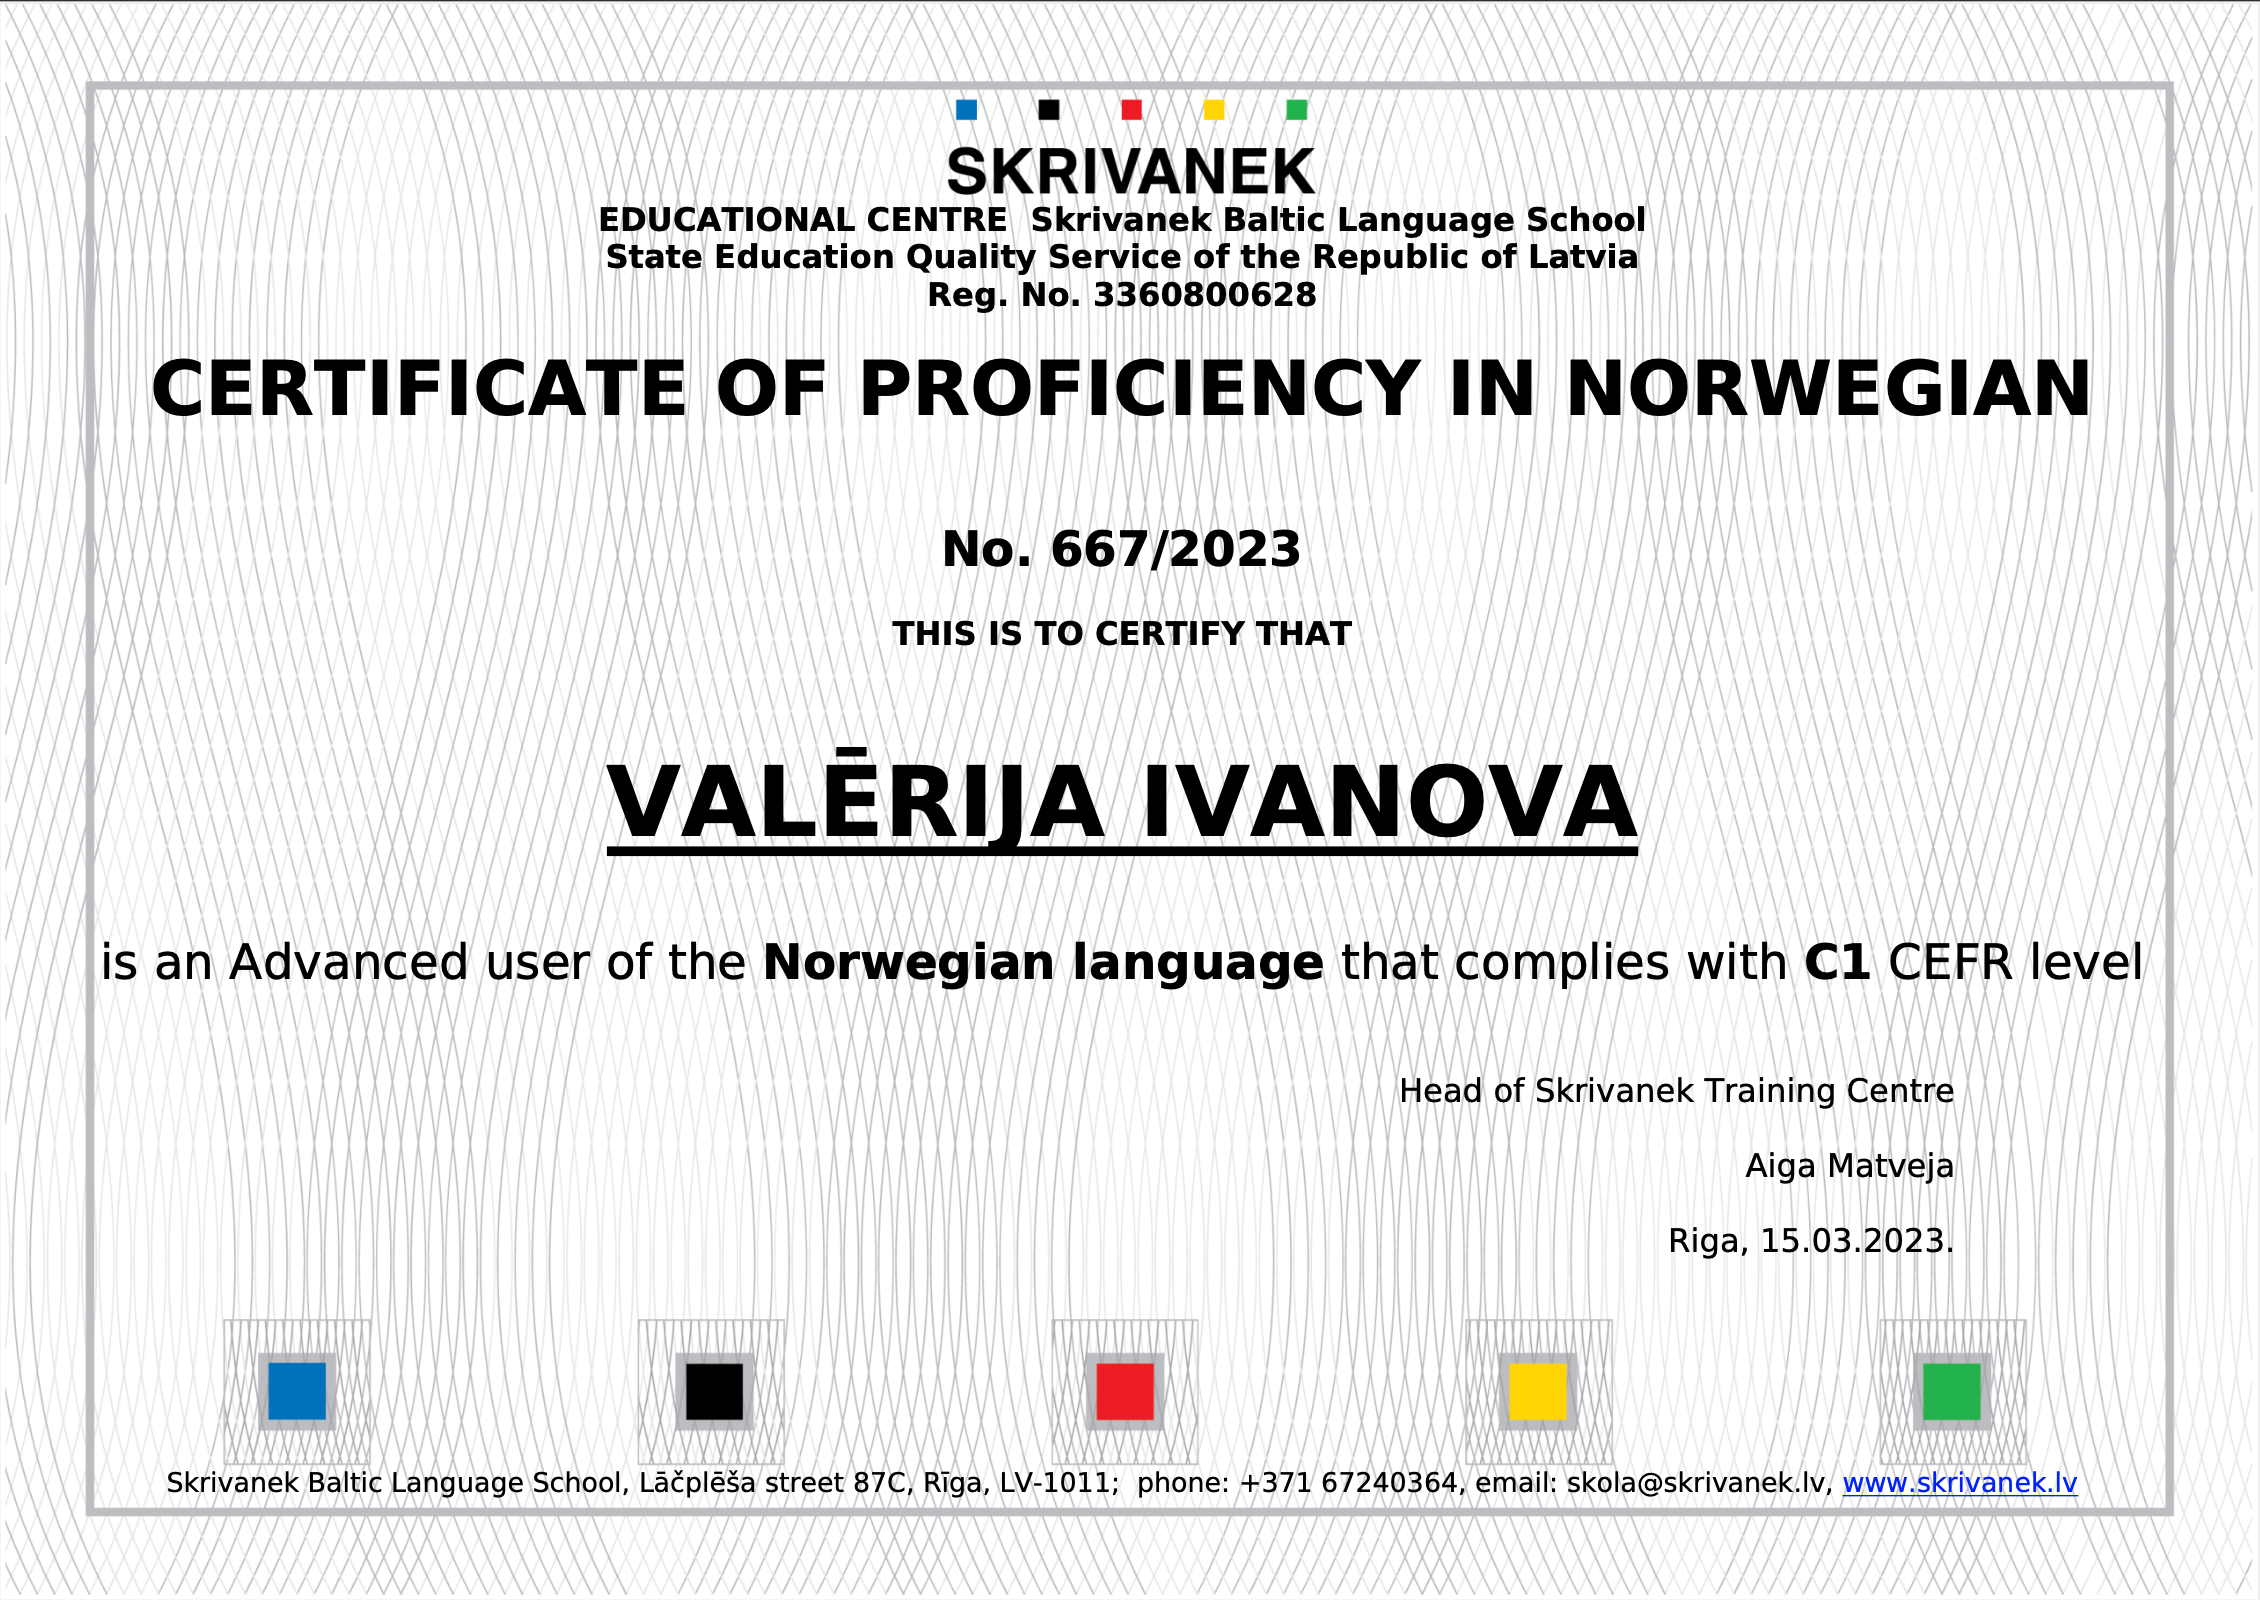 SKRIVANEK
EDUCATIONAL CENTRE  Skrivanek Baltic Language School
State Education Quality Service of the Republic of Latvia
Reg. No. 3360800628
CERTIFICATE OF PROFICIENCY IN NORWEGIAN
No. 667/2023
THIS IS TO CERTIFY THAT
VALĒRIJA IVANOVA
is an Advanced user of the Norwegian language that complies with C1 CEFR level
Head of Skrivanek Training Centre
Aiga Matveja
Riga, 15.03.2023.
Skrivanek Baltic Language School, Lāčplēša street 87C, Rīga, LV-1011;  phone: +371 67240364, email: skola@skrivanek.lv, www.skrivanek.lv